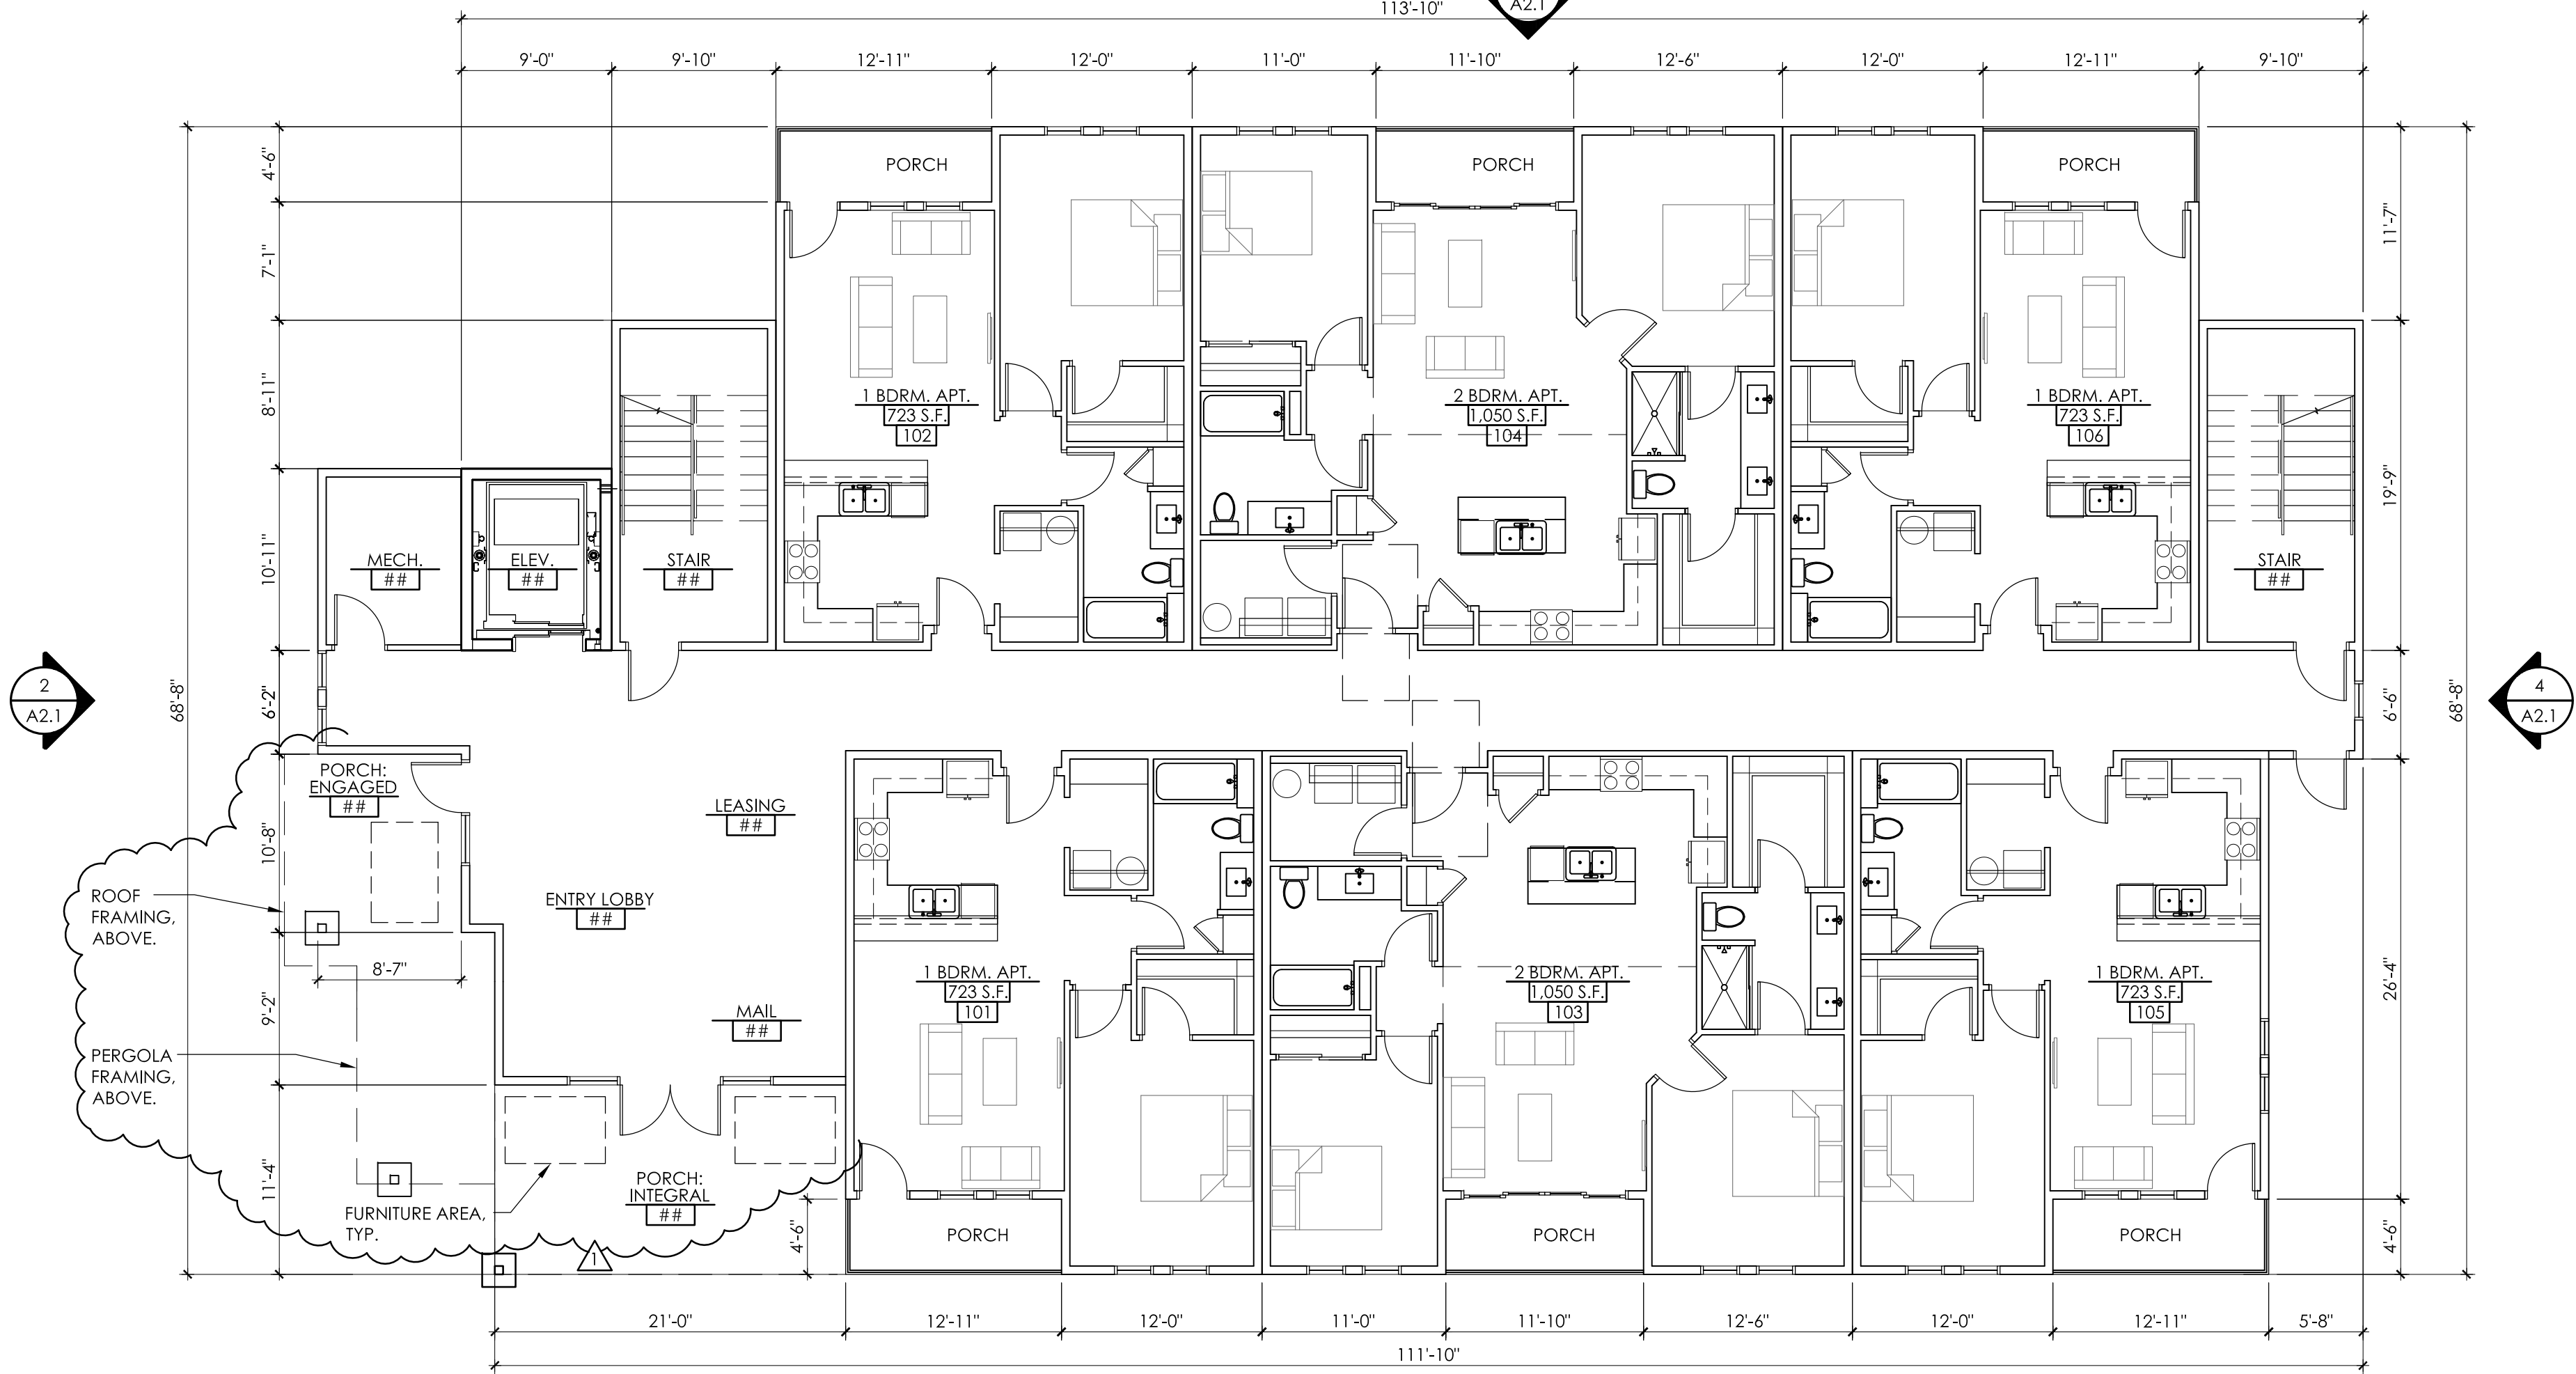 A2.1
113'-10"
9'-0"
9'-10"
12'-11"
12'-0"
11'-0"
11'-10"
12'-6"
12'-0"
12'-11"
9'-10"
4'-6"
7'-1"
8'-11"
10'-11"
6'-2"
10'-8"
9'-2"
11'-4"
68'-8"
PORCH
PORCH
PORCH
1 BDRM. APT.
723 S.F.
102
2 BDRM. APT.
1,050 S.F.
104
1 BDRM. APT.
723 S.F.
106
MECH.
##
ELEV.
##
STAIR
##
STAIR
##
11'-7"
19'-9"
6'-6"
26'-4"
4'-6"
68'-8"
2
A2.1
4
A2.1
PORCH:
ENGAGED
##
LEASING
##
ENTRY LOBBY
##
MAIL
##
ROOF
FRAMING,
ABOVE.
8'-7"
PERGOLA
FRAMING,
ABOVE.
1 BDRM. APT.
723 S.F.
101
2 BDRM. APT.
1,050 S.F.
103
1 BDRM. APT.
723 S.F.
105
PORCH:
INTEGRAL
##
FURNITURE AREA,
TYP.
1
4'-6"
PORCH
PORCH
PORCH
21'-0"
12'-11"
12'-0"
11'-0"
11'-10"
12'-6"
12'-0"
12'-11"
5'-8"
111'-10"